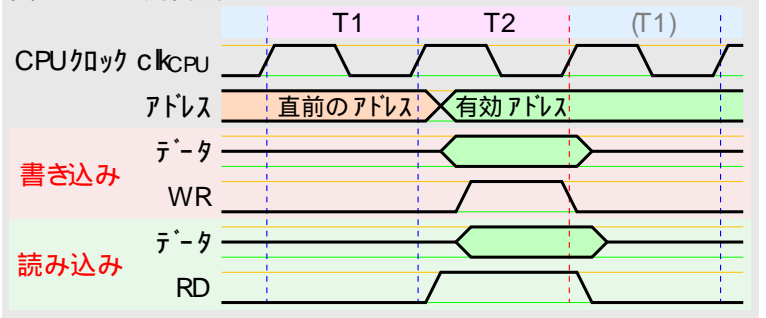 T1 T2 (T1)
CPUクロック clkCPU
アドレス 直前のアドレス 有効アドレス
データ
書き込み
WR
データ
読み込み
RD